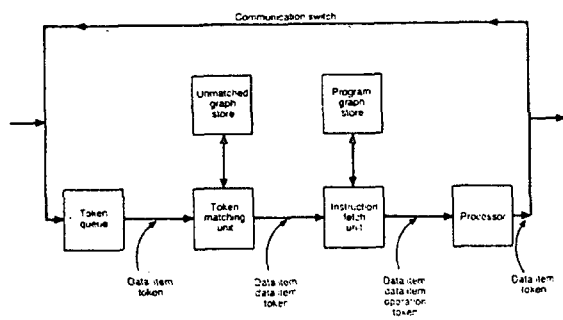 Communication switch
Unmatched
graph
store
Program
graph
store
Token
queue
Token
matching
unit
Instruction
fetch
unit
Processor
Data item
token
Data item
data item
token
Data item
data item
operation
token
Data item
token